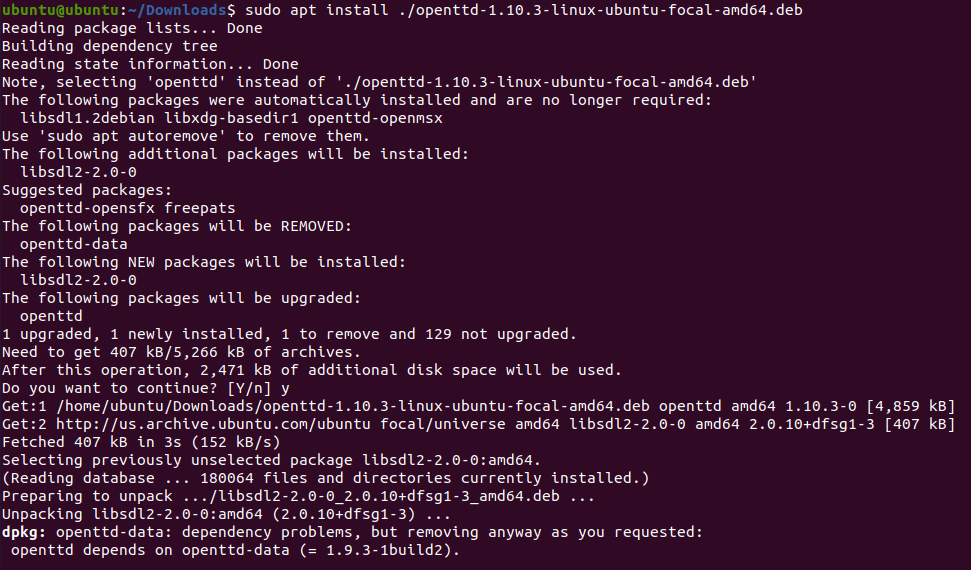 ubuntu@ubuntu:~/Downloads$ sudo apt install ./openttd-1.10.3-linux-ubuntu-focal-amd64.deb
Reading package lists... Done
Building dependency tree
Reading state information... Done
Note, selecting 'openttd' instead of './openttd-1.10.3-linux-ubuntu-focal-amd64.deb'
The following packages were automatically installed and are no longer required:
  libsdl1.2debian libxdg-basedir1 openttd-openmsx
Use 'sudo apt autoremove' to remove them.
The following additional packages will be installed:
  libsdl2-2.0-0
Suggested packages:
  openttd-opensfx freepats
The following packages will be REMOVED:
  openttd-data
The following NEW packages will be installed:
  libsdl2-2.0-0
The following packages will be upgraded:
  openttd
1 upgraded, 1 newly installed, 1 to remove and 129 not upgraded.
Need to get 407 kB/5,266 kB of archives.
After this operation, 2,471 kB of additional disk space will be used.
Do you want to continue? [Y/n] y
Get:1 /home/ubuntu/Downloads/openttd-1.10.3-linux-ubuntu-focal-amd64.deb openttd amd64 1.10.3-0 [4,859 kB]
Get:2 http://us.archive.ubuntu.com/ubuntu focal/universe amd64 libsdl2-2.0-0 amd64 2.0.10+dfsg1-3 [407 kB]
Fetched 407 kB in 3s (152 kB/s)
Selecting previously unselected package libsdl2-2.0-0:amd64.
(Reading database ... 180064 files and directories currently installed.)
Preparing to unpack .../libsdl2-2.0-0_2.0.10+dfsg1-3_amd64.deb ...
Unpacking libsdl2-2.0-0:amd64 (2.0.10+dfsg1-3) ...
dpkg: openttd-data: dependency problems, but removing anyway as you requested:
 openttd depends on openttd-data (= 1.9.3-1build2).